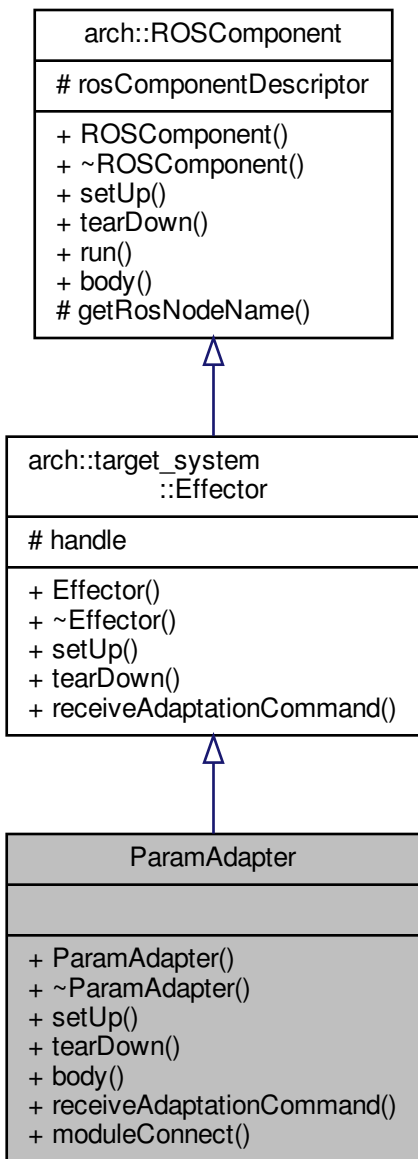 arch::ROSComponent
# rosComponentDescriptor
+ ROSComponent()
+ ~ROSComponent()
+ setUp()
+ tearDown()
+ run()
+ body()
# getRosNodeName()
arch::target_system
::Effector
# handle
+ Effector()
+ ~Effector()
+ setUp()
+ tearDown()
+ receiveAdaptationCommand()
ParamAdapter
+ ParamAdapter()
+ ~ParamAdapter()
+ setUp()
+ tearDown()
+ body()
+ receiveAdaptationCommand()
+ moduleConnect()